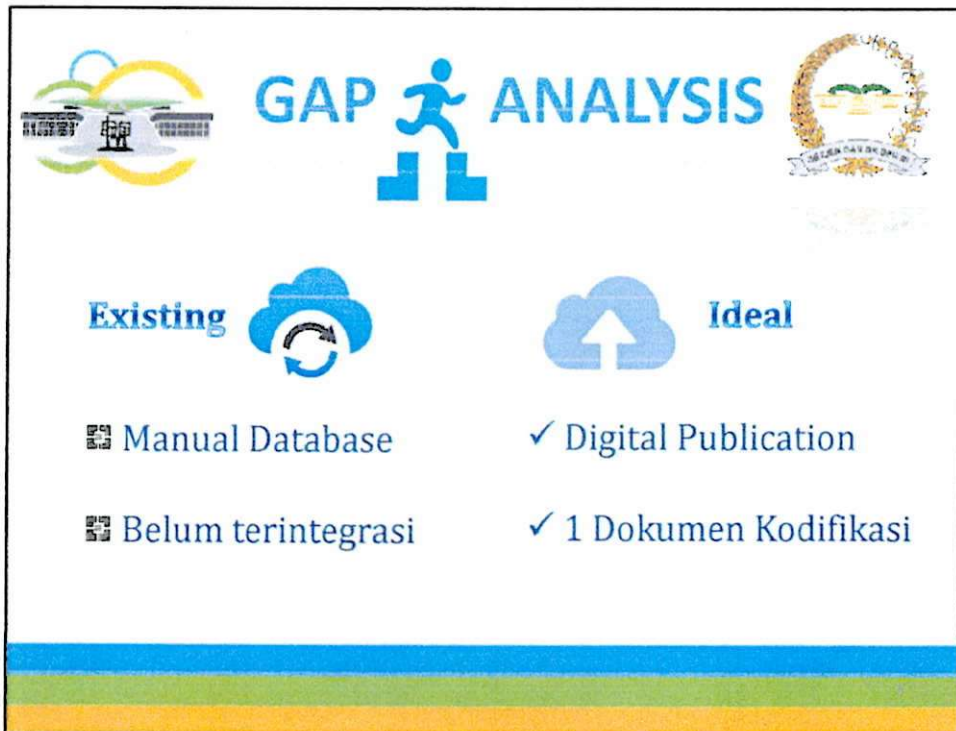 GAP ANALYSIS
Existing
Ideal
Manual Database
✓ Digital Publication
Belum terintegrasi
✓ 1 Dokumen Kodifikasi